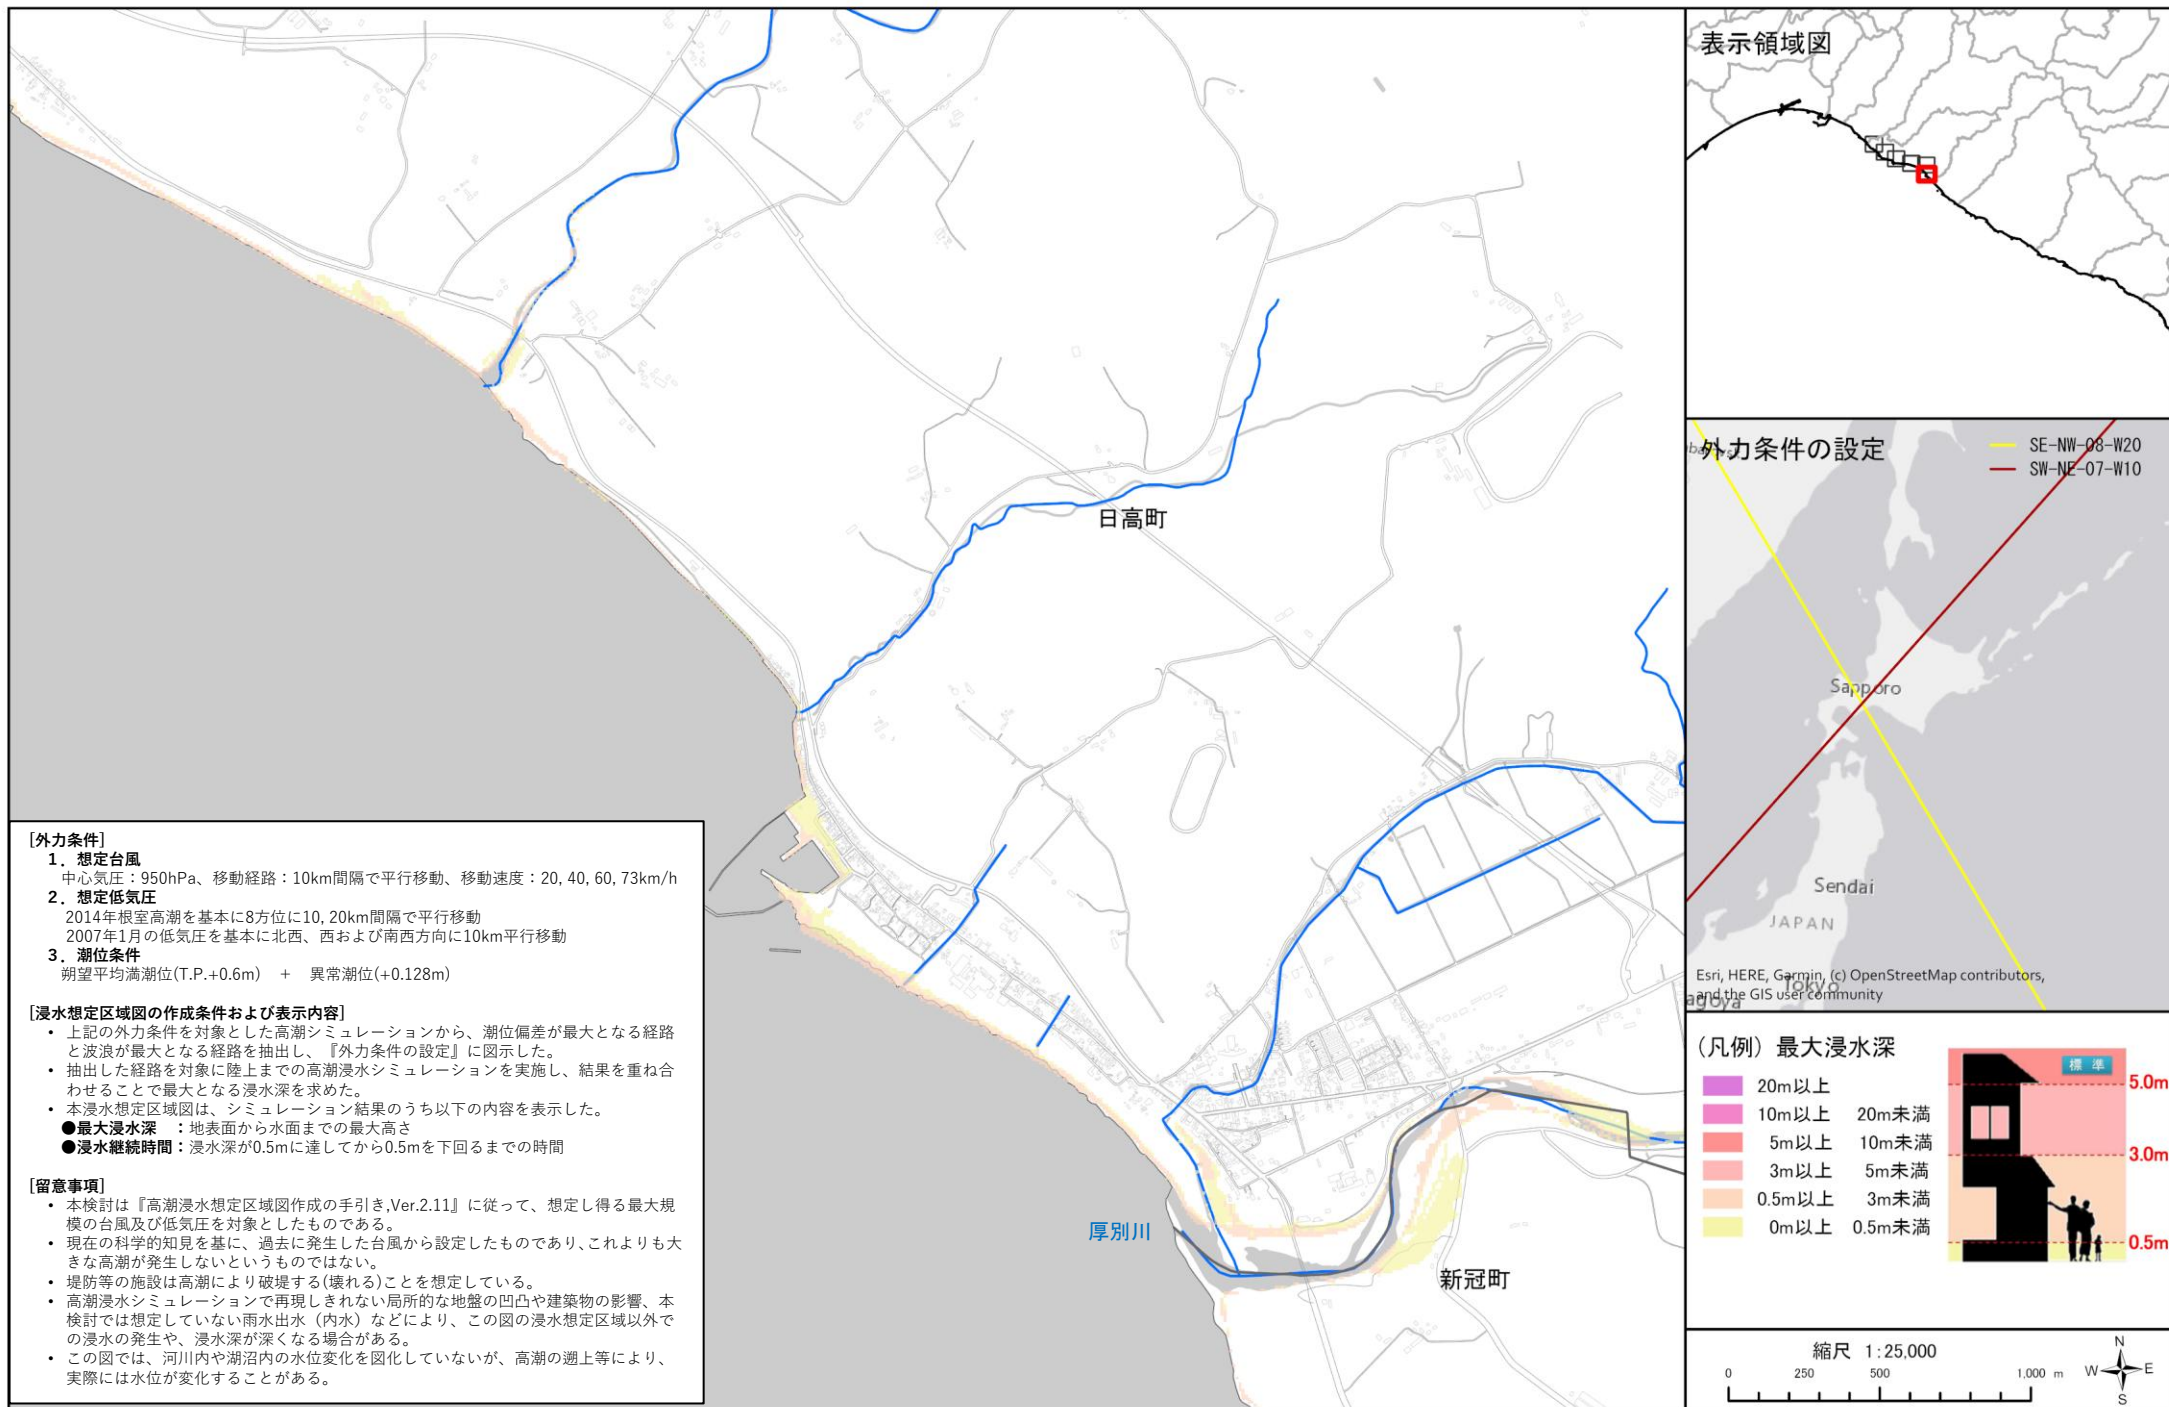 日高町
厚別川
新冠町
[外力条件]
1．想定台風
中心気圧：950hPa、移動経路：10km間隔で平行移動、移動速度：20, 40, 60, 73km/h
2．想定低気圧
2014年根室高潮を基本に8方位に10, 20km間隔で平行移動
2007年1月の低気圧を基本に北西、西および南西方向に10km平行移動
3．潮位条件
朔望平均満潮位(T.P.+0.6m)　+　異常潮位(+0.128m)
[浸水想定区域図の作成条件および表示内容]
• 上記の外力条件を対象とした高潮シミュレーションから、潮位偏差が最大となる経路
と波浪が最大となる経路を抽出し、『外力条件の設定』に図示した。
• 抽出した経路を対象に陸上までの高潮浸水シミュレーションを実施し、結果を重ね合
わせることで最大となる浸水深を求めた。
• 本浸水想定区域図は、シミュレーション結果のうち以下の内容を表示した。
●最大浸水深　：地表面から水面までの最大高さ
●浸水継続時間：浸水深が0.5mに達してから0.5mを下回るまでの時間
[留意事項]
• 本検討は『高潮浸水想定区域図作成の手引き,Ver.2.11』に従って、想定し得る最大規
模の台風及び低気圧を対象としたものである。
• 現在の科学的知見を基に、過去に発生した台風から設定したものであり、これよりも大
きな高潮が発生しないというものではない。
• 堤防等の施設は高潮により破堤する(壊れる)ことを想定している。
• 高潮浸水シミュレーションで再現しきれない局所的な地盤の凹凸や建築物の影響、本
検討では想定していない雨水出水（内水）などにより、この図の浸水想定区域以外で
の浸水の発生や、浸水深が深くなる場合がある。
• この図では、河川内や湖沼内の水位変化を図化していないが、高潮の遡上等により、
実際には水位が変化することがある。
表示領域図
外力条件の設定
SE-NW-08-W20
SW-NE-07-W10
Sapporo
Sendai
JAPAN
Tokyo
agoya
Esri, HERE, Garmin, (c) OpenStreetMap contributors,
and the GIS user community
（凡例）最大浸水深
20m以上
10m以上　20m未満
5m以上　10m未満
3m以上　5m未満
0.5m以上　3m未満
0m以上　0.5m未満
標準
5.0m
3.0m
0.5m
縮尺 1:25,000
0 250 500 1,000 m
N
W E
S